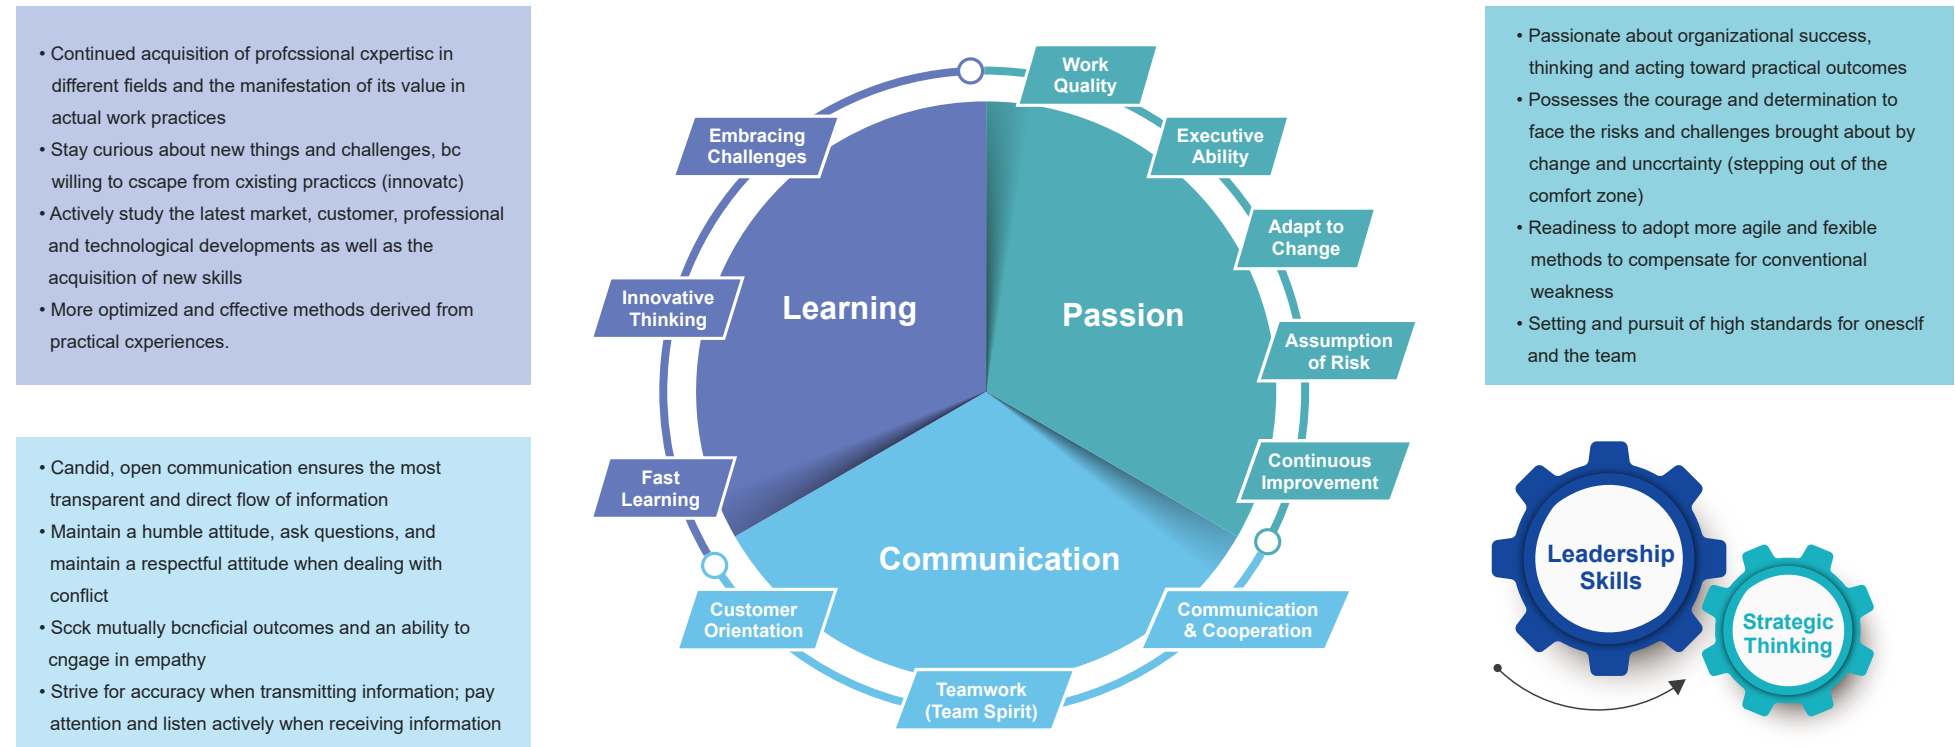 • Continued acquisition of profcssional cxpertisc in
different fields and the manifestation of its value in
actual work practices
• Stay curious about new things and challenges, bc
willing to cscape from cxisting practiccs (innovatc)
• Actively study the latest market, customer, professional
and technological developments as well as the
acquisition of new skills
• More optimized and cffective methods derived from
practical cxperiences.
• Candid, open communication ensures the most
transparent and direct flow of information
• Maintain a humble attitude, ask questions, and
maintain a respectful attitude when dealing with
conflict
• Scck mutually bcncficial outcomes and an ability to
cngage in empathy
• Strive for accuracy when transmitting information; pay
attention and listen actively when receiving information
Work
Quality
Embracing
Challenges
Executive
Ability
Adapt to
Change
Innovative
Thinking
Learning
Passion
Assumption
of Risk
Fast
Learning
Continuous
Improvement
Communication
Customer
Orientation
Communication
& Cooperation
Teamwork
(Team Spirit)
• Passionate about organizational success,
thinking and acting toward practical outcomes
• Possesses the courage and determination to
face the risks and challenges brought about by
change and unccrtainty (stepping out of the
comfort zone)
• Readiness to adopt more agile and fexible
methods to compensate for conventional
weakness
• Setting and pursuit of high standards for onesclf
and the team
Leadership
Skills
Strategic
Thinking